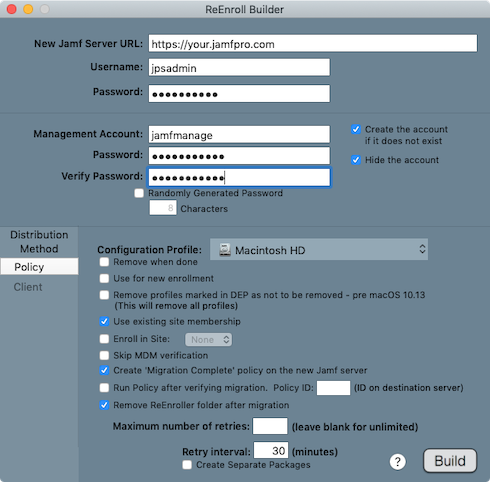 ReEnroll Builder
New Jamf Server URL: https://your.jamfpro.com
Username: jpsadmin
Password: ●●●●●●●●●●
Management Account: jamfmanage
Create the account
if it does not exist
Password: ●●●●●●●●●●●
Hide the account
Verify Password: ●●●●●●●●●●●
Randomly Generated Password
8 Characters
Distribution
Method
Policy
Client
Configuration Profile: Macintosh HD
Remove when done
Use for new enrollment
Remove profiles marked in DEP as not to be removed - pre macOS 10.13
(This will remove all profiles)
Use existing site membership
Enroll in Site: None
Skip MDM verification
Create 'Migration Complete' policy on the new Jamf server
Run Policy after verifying migration. Policy ID: (ID on destination server)
Remove ReEnroller folder after migration
Maximum number of retries: (leave blank for unlimited)
Retry interval: 30 (minutes)
Create Separate Packages
? Build